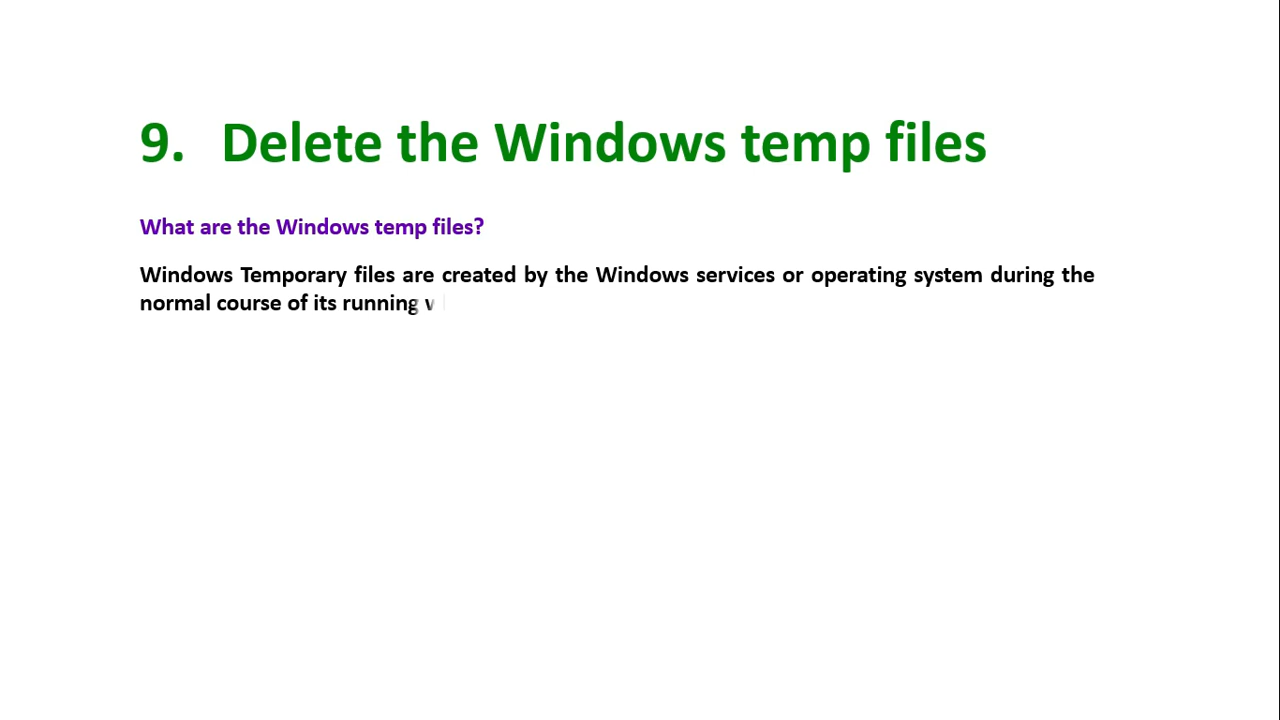 9. Delete the Windows temp files
What are the Windows temp files?
Windows Temporary files are created by the Windows services or operating system during the
normal course of its running